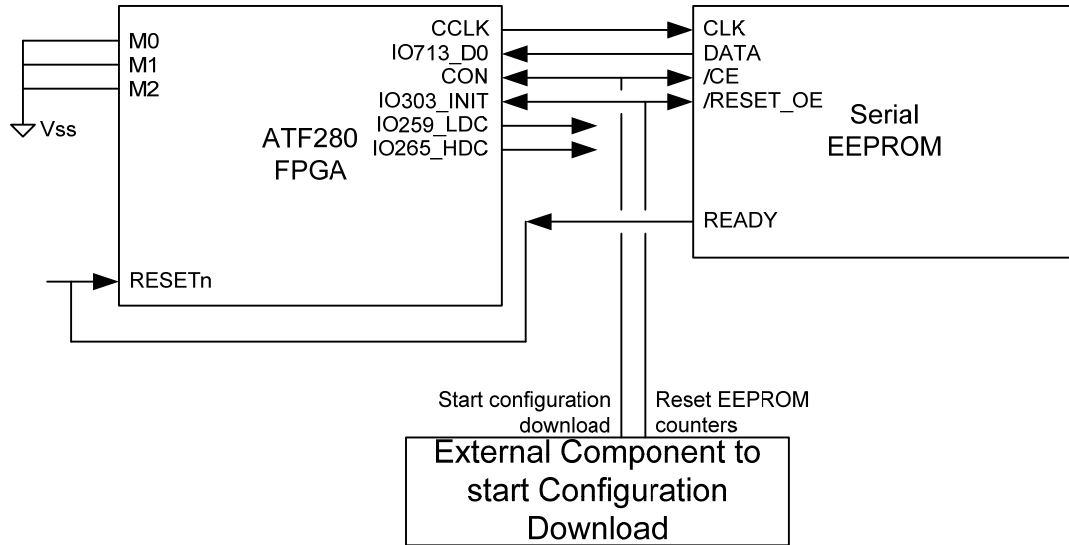 M0
M1
M2
Vss
RESETn
ATF280
FPGA
CCLK
IO713_D0
CON
IO303_INIT
IO259_LDC
IO265_HDC
CLK
DATA
/CE
/RESET_OE
READY
Serial
EEPROM
Start configuration
download
Reset EEPROM
counters
External Component to
start Configuration
Download